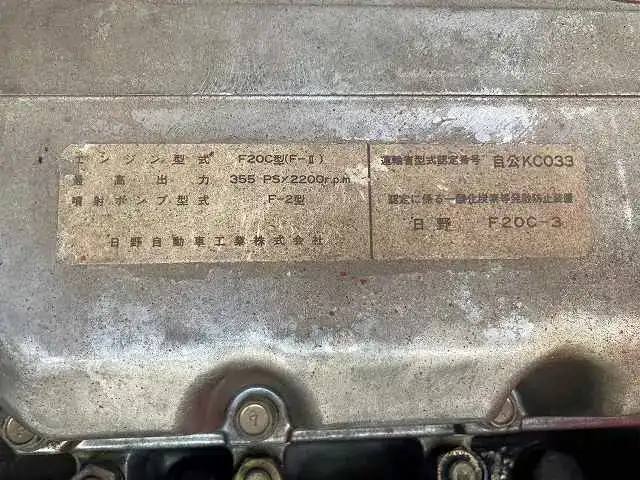 エンジン型式 F20C型(F-Ⅱ)
最高出力 355 PS/2200r.p.m
噴射ポンプ型式 F-2型
日野自動車工業株式会社
運輸省型式認定番号 自公KC033
認定に係る一酸化炭素等発散防止装置
日野 F20C-3
7